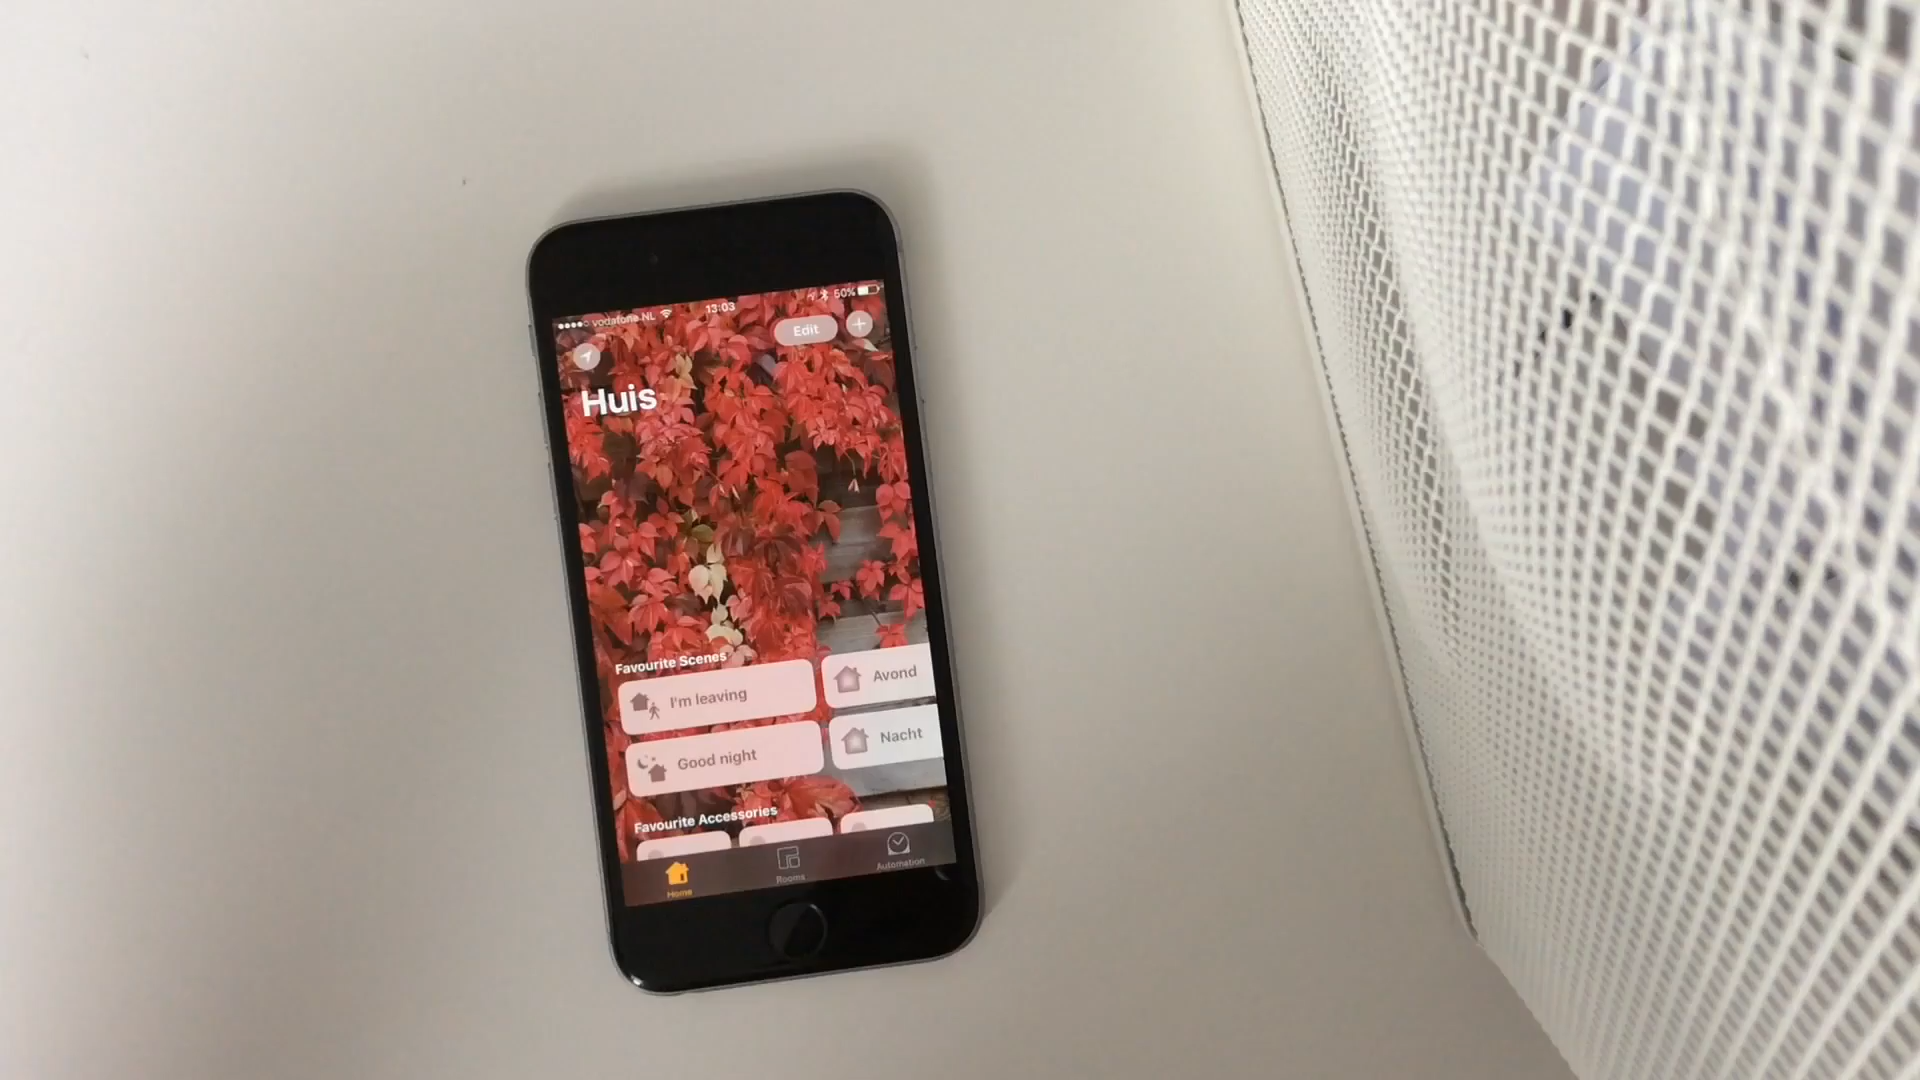 vodafone NL 13:03 50%
Edit +
Huis
Favourite Scenes
I'm leaving
Avond
Good night
Nacht
Favourite Accessories
Home
Rooms
Automation